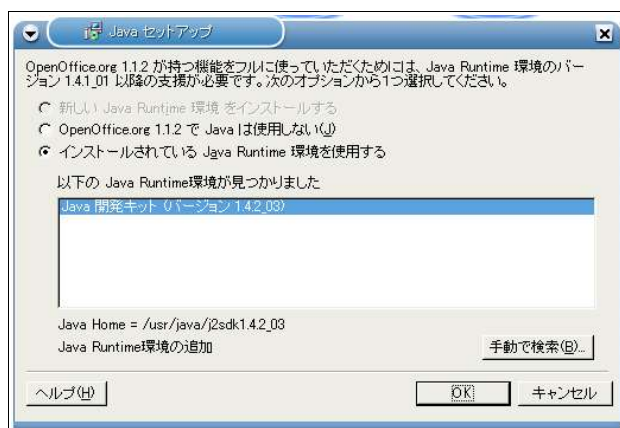 Java セットアップ
OpenOffice.org 1.1.2 が持つ機能をフルに使っていただくためには、Java Runtime 環境のバー
ジョン 1.4.1_01 以降の支援が必要です。次のオプションから1つ選択してください。
新しい Java Runtime 環境 をインストールする
OpenOffice.org 1.1.2 で Java は使用しない(J)
インストールされている Java Runtime 環境を使用する
以下の Java Runtime環境が見つかりました
Java 開発キット (バージョン 1.4.2_03)
Java Home = /usr/java/j2sdk1.4.2_03
Java Runtime環境の追加
手動で検索(B)...
ヘルプ(H)
OK
キャンセル